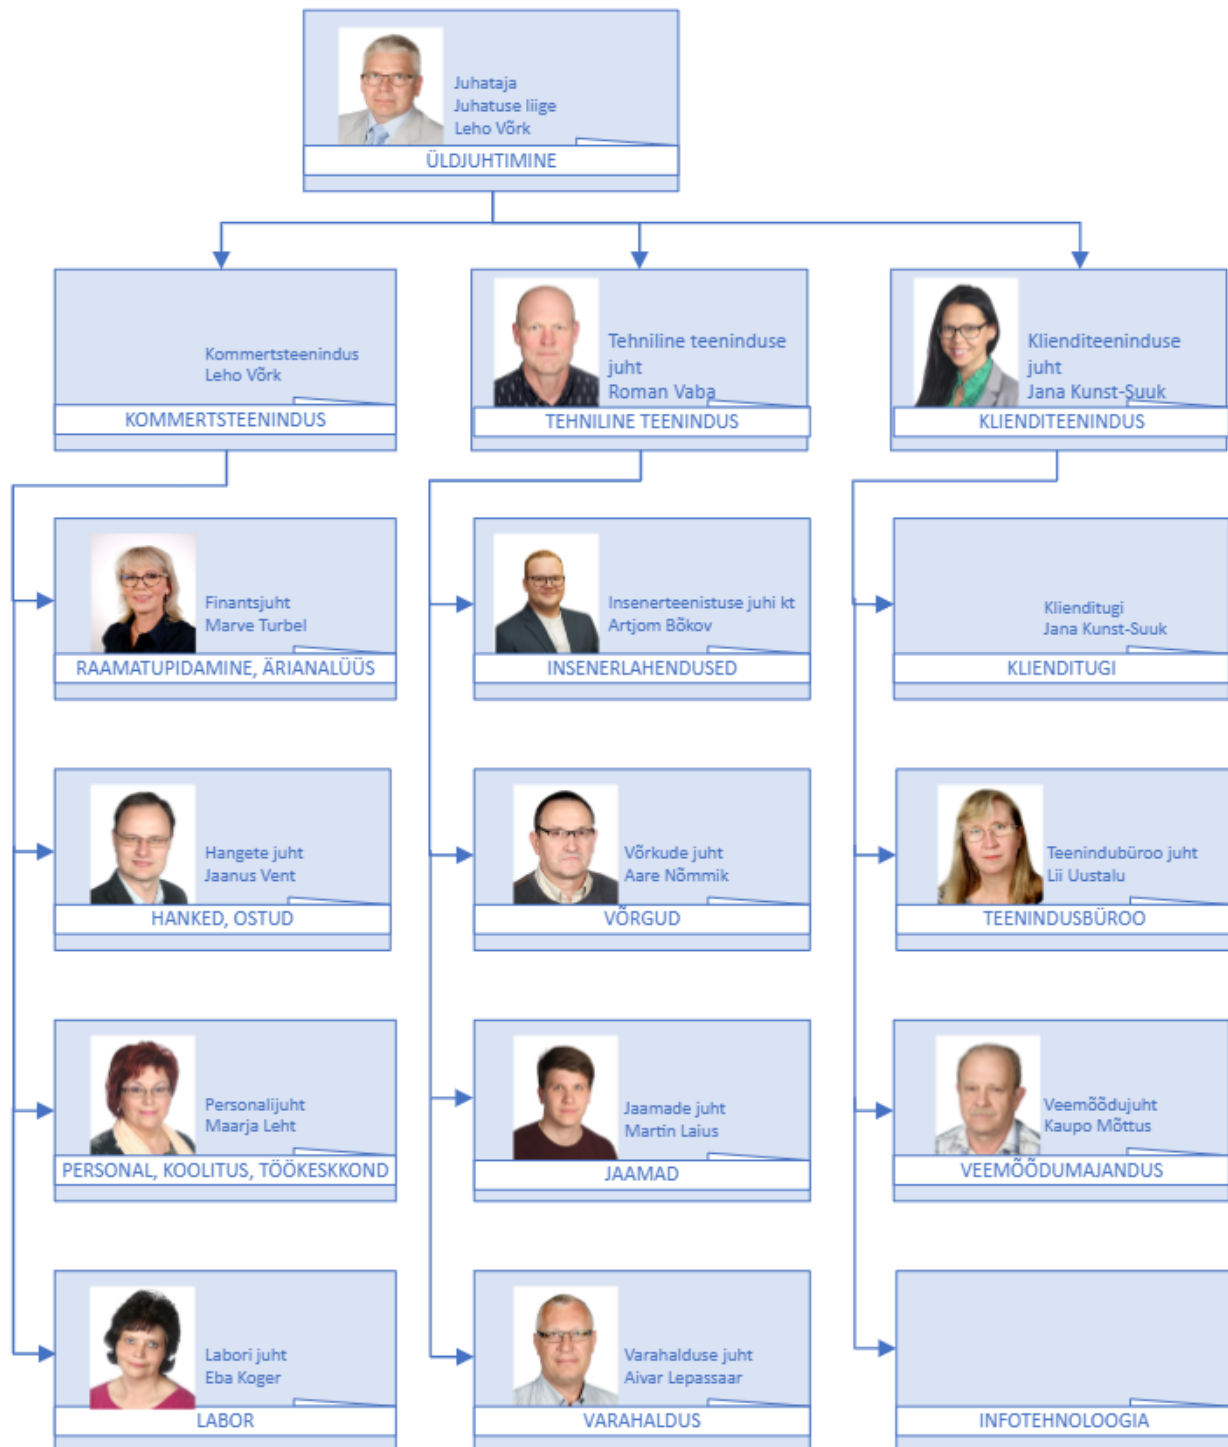 Juhataja
Juhatuse liige
Leho Võrk
ÜLDJUHTIMINE
Kommertsteenindus
Leho Võrk
KOMMERTSTEENINDUS
Tehniline teeninduse
juht
Roman Vaba
TEHNILINE TEENINDUS
Klienditeeninduse
juht
Jana Kunst-Suuk
KLIENDITEENINDUS
Finantsjuht
Marve Turbel
RAAMATUPIDAMINE, ÄRIANALÜÜS
Insenerteenistuse juhi kt
Artjom Bõkov
INSENERLAHENDUSED
Klienditugi
Jana Kunst-Suuk
KLIENDITUGI
Hangete juht
Jaanus Vent
HANKED, OSTUD
Võrkude juht
Aare Nõmmik
VÕRGUD
Teenindubüroo juht
Lii Uustalu
TEENINDUSBÜROO
Personalijuht
Maarja Leht
PERSONAL, KOOLITUS, TÖÖKESKKOND
Jaamade juht
Martin Laius
JAAMAD
Veemõõdujuht
Kaupo Mõttus
VEEMÕÕDUMAJANDUS
Labori juht
Eba Koger
LABOR
Varahalduse juht
Aivar Lepassaar
VARAHALDUS
INFOTEHNOLOOGIA